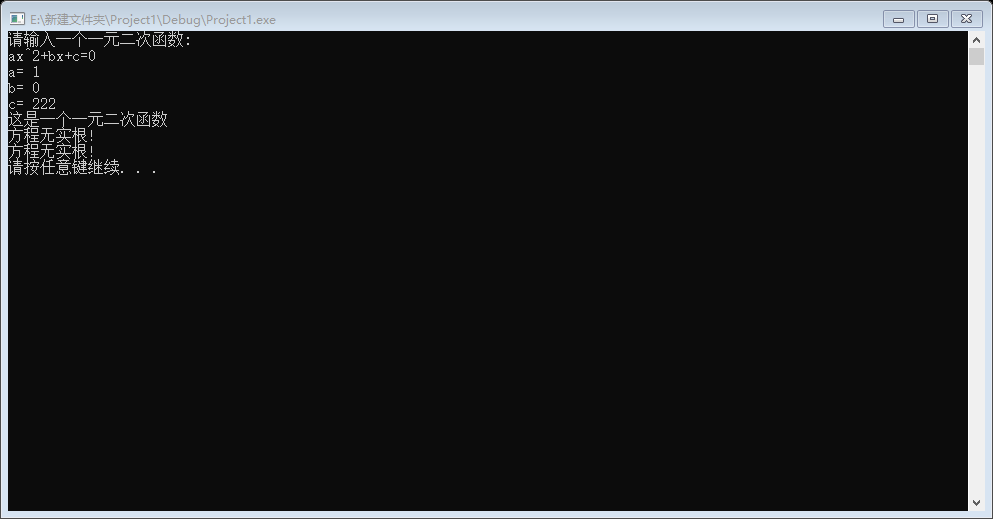 E:\新建文件夹\Project1\Debug\Project1.exe
请输入一个一元二次函数:
ax^2+bx+c=0
a= 1
b= 0
c= 222
这是一个一元二次函数
方程无实根!
方程无实根!
请按任意键继续. . .